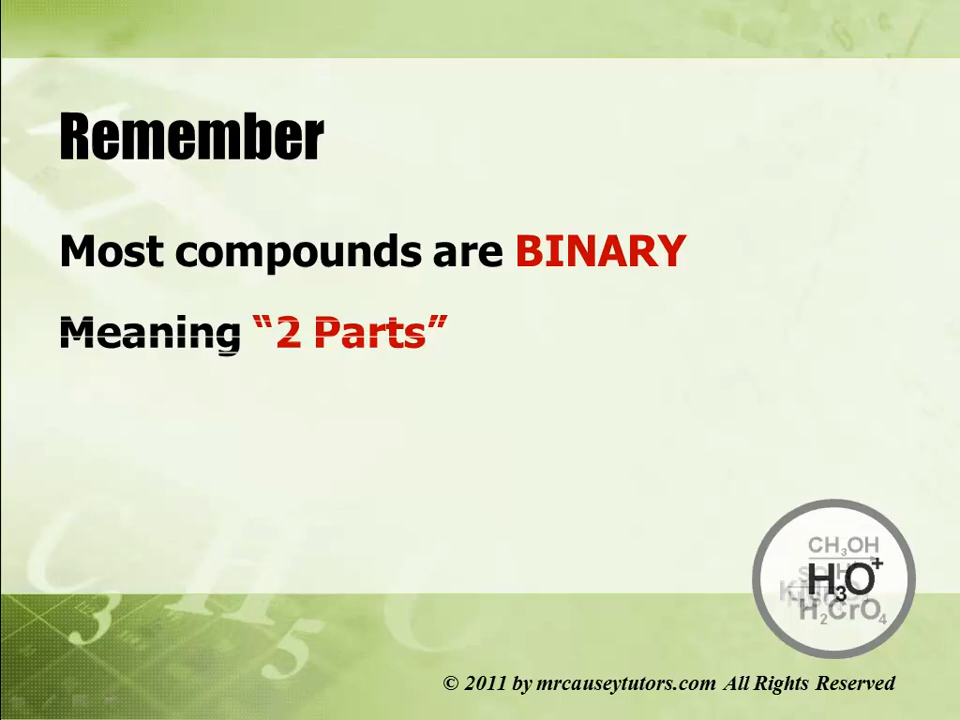 Remember
Most compounds are BINARY
Meaning “2 Parts”
CH₃OH
H₃O⁺
H₂CrO₄
© 2011 by mrcauseytutors.com All Rights Reserved